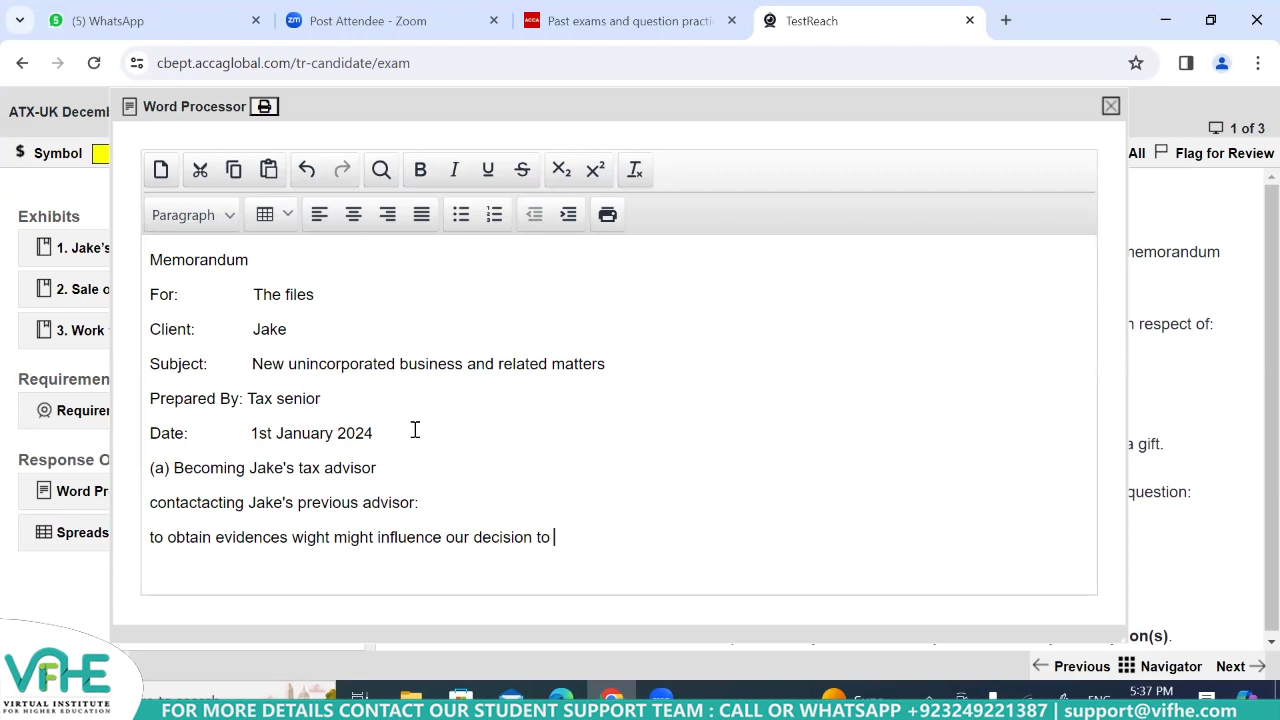 (5) WhatsApp
Post Attendee - Zoom
ACCA Past exams and question practi
TestReach
cbept.accaglobal.com/tr-candidate/exam
ATX-UK Decemb
Word Processor
1 of 3
$ Symbol
All Flag for Review
Paragraph
Exhibits
1. Jake's
2. Sale o
3. Work
Requiremen
Requirer
Response O
Word Pr
Spreads
Memorandum
For: The files
Client: Jake
Subject: New unincorporated business and related matters
Prepared By: Tax senior
Date: 1st January 2024
(a) Becoming Jake's tax advisor
contactacting Jake's previous advisor:
to obtain evidences wight might influence our decision to
nemorandum
n respect of:
a gift.
question:
on(s).
Previous Navigator Next
5:37 PM
VIFHE
VIRTUAL INSTITUTE
FOR HIGHER EDUCATION
FOR MORE DETAILS CONTACT OUR STUDENT SUPPORT TEAM : CALL OR WHATSAPP +923249221387 | support@vifhe.com